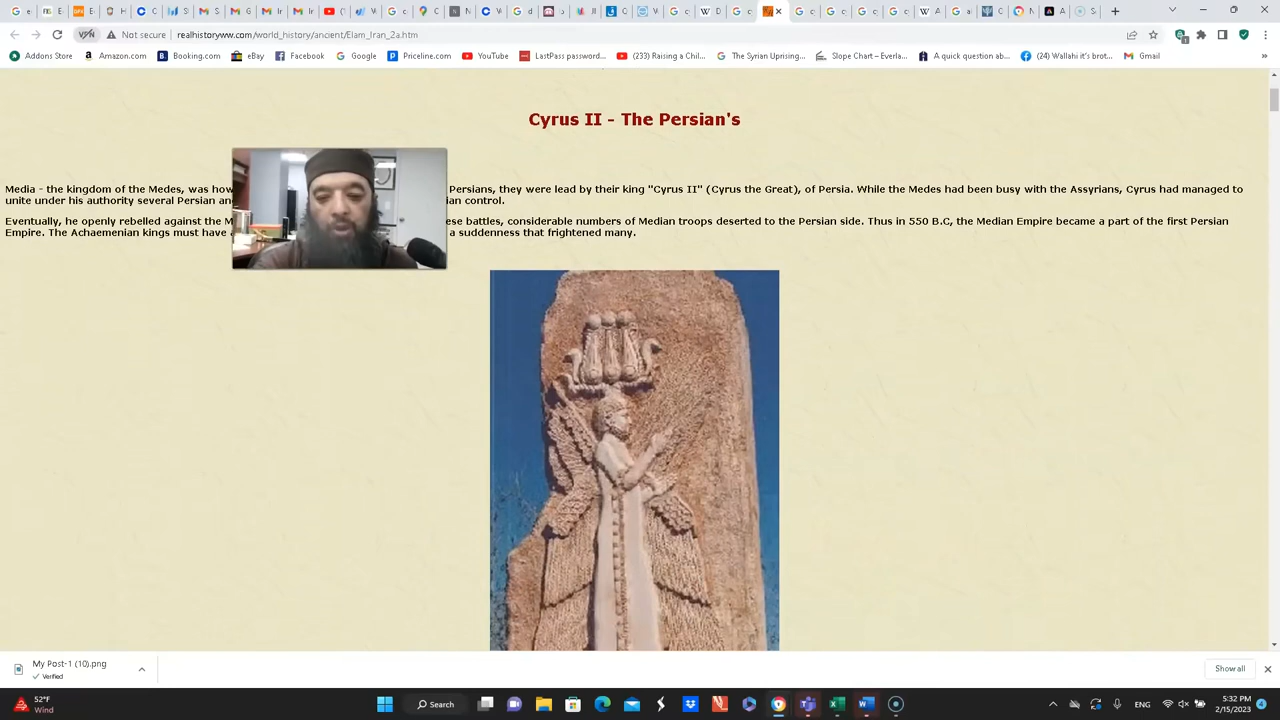 Not secure
realhistoryww.com/world_history/ancient/Elam_Iran_2a.htm
Addons Store
Amazon.com
Booking.com
eBay
Facebook
Google
Priceline.com
YouTube
LastPass password...
(233) Raising a Chil...
The Syrian Uprising...
Slope Chart – Everla...
A quick question ab...
(24) Wallahi it's brot...
Gmail
Cyrus II - The Persian's
Media - the kingdom of the Medes, was how Persians, they were lead by their king "Cyrus II" (Cyrus the Great), of Persia. While the Medes had been busy with the Assyrians, Cyrus had managed to
unite under his authority several Persian an ian control.
Eventually, he openly rebelled against the M ese battles, considerable numbers of Median troops deserted to the Persian side. Thus in 550 B.C, the Median Empire became a part of the first Persian
Empire. The Achaemenian kings must have a suddenness that frightened many.
My Post-1 (10).png
Verified
Show all
52°F
Wind
Search
ENG
5:32 PM
2/15/2023